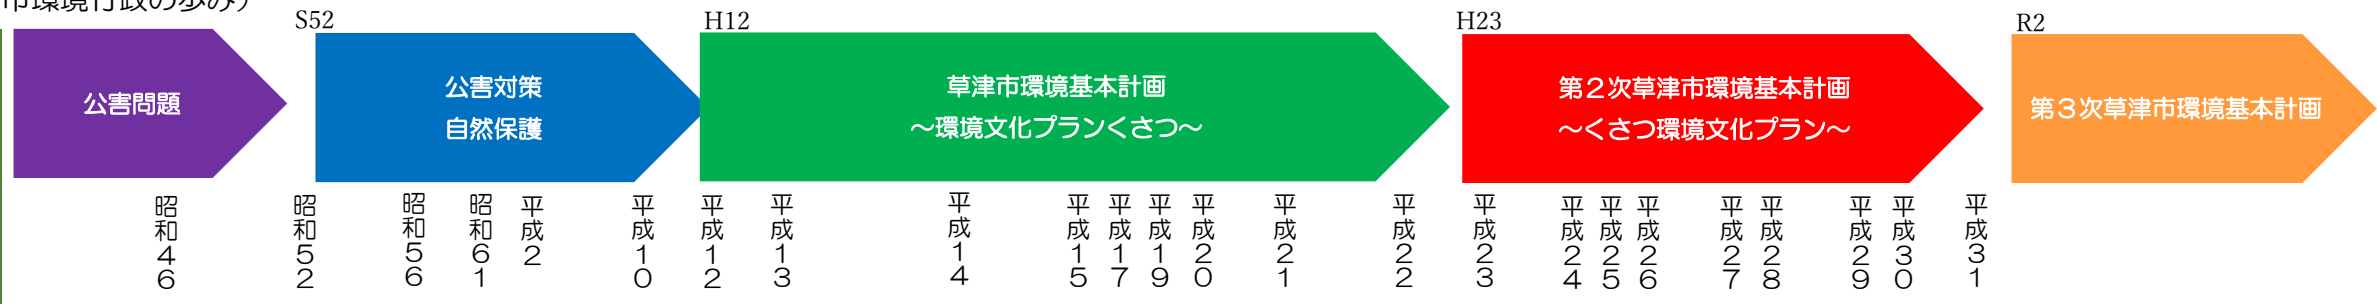 市環境行政の歩み）
S52
H12
H23
R2
公害問題
公害対策
自然保護
草津市環境基本計画
～環境文化プランくさつ～
第２次草津市環境基本計画
～くさつ環境文化プラン～
第３次草津市環境基本計画
昭和４６
昭和５２
昭和５６
昭和６１
平成２
平成１０
平成１２
平成１３
平成１４
平成１５
平成１７
平成１９
平成２０
平成２１
平成２２
平成２３
平成２４
平成２５
平成２６
平成２７
平成２８
平成２９
平成３０
平成３１